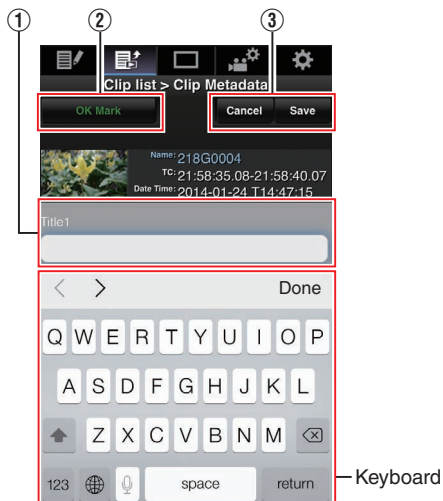 ① ② ③
Clip list > Clip Metadata
OK Mark Cancel Save
Name: 218G0004
TC: 21:58:35.08-21:58:40.07
Date Time: 2014-01-24 T14:47:15
Title1
Done
Q W E R T Y U I O P
A S D F G H J K L
Z X C V B N M
123 space return
Keyboard